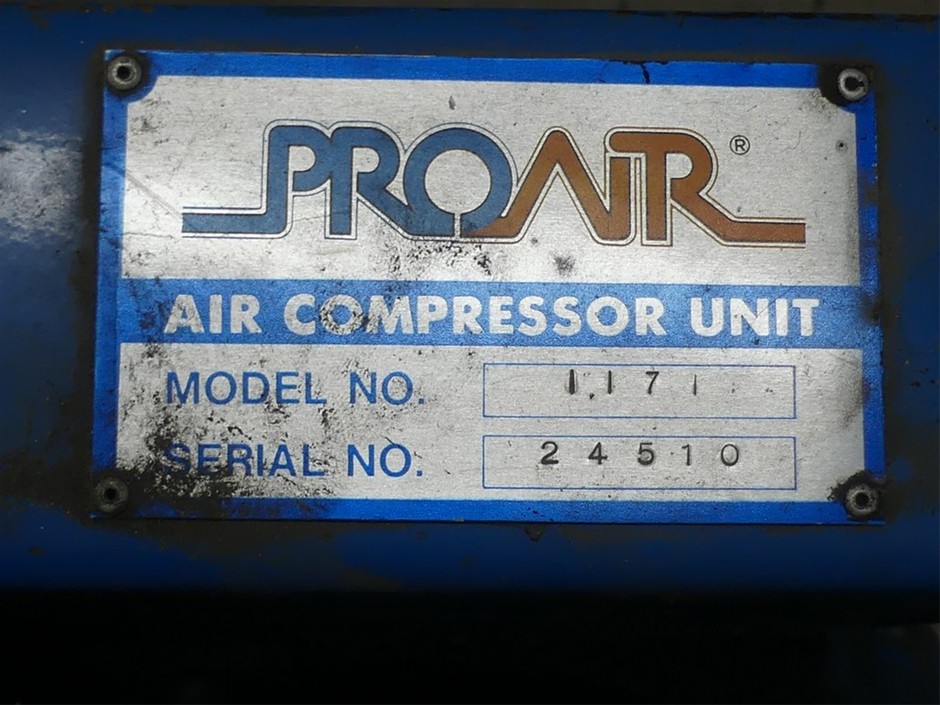 PROAIR®
AIR COMPRESSOR UNIT
MODEL NO. 1171
SERIAL NO. 24510